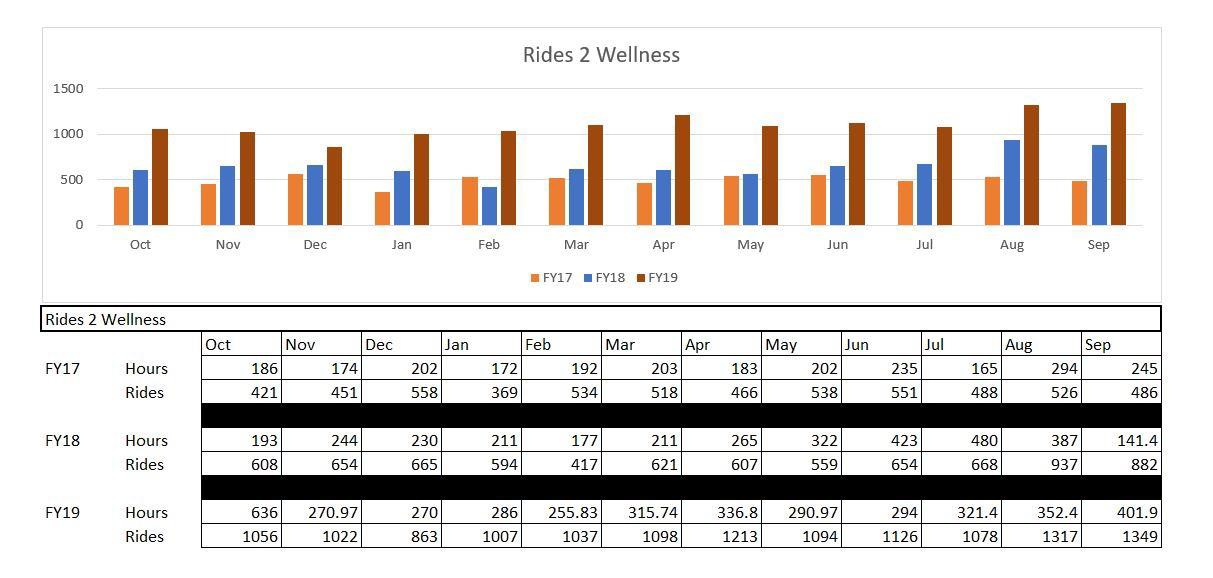 Rides 2 Wellness
1500
1000
500
0
Oct Nov Dec Jan Feb Mar Apr May Jun Jul Aug Sep
FY17 FY18 FY19
Rides 2 Wellness
Oct Nov Dec Jan Feb Mar Apr May Jun Jul Aug Sep
FY17 Hours 186 174 202 172 192 203 183 202 235 165 294 245
Rides 421 451 558 369 534 518 466 538 551 488 526 486
FY18 Hours 193 244 230 211 177 211 265 322 423 480 387 141.4
Rides 608 654 665 594 417 621 607 559 654 668 937 882
FY19 Hours 636 270.97 270 286 255.83 315.74 336.8 290.97 294 321.4 352.4 401.9
Rides 1056 1022 863 1007 1037 1098 1213 1094 1126 1078 1317 1349